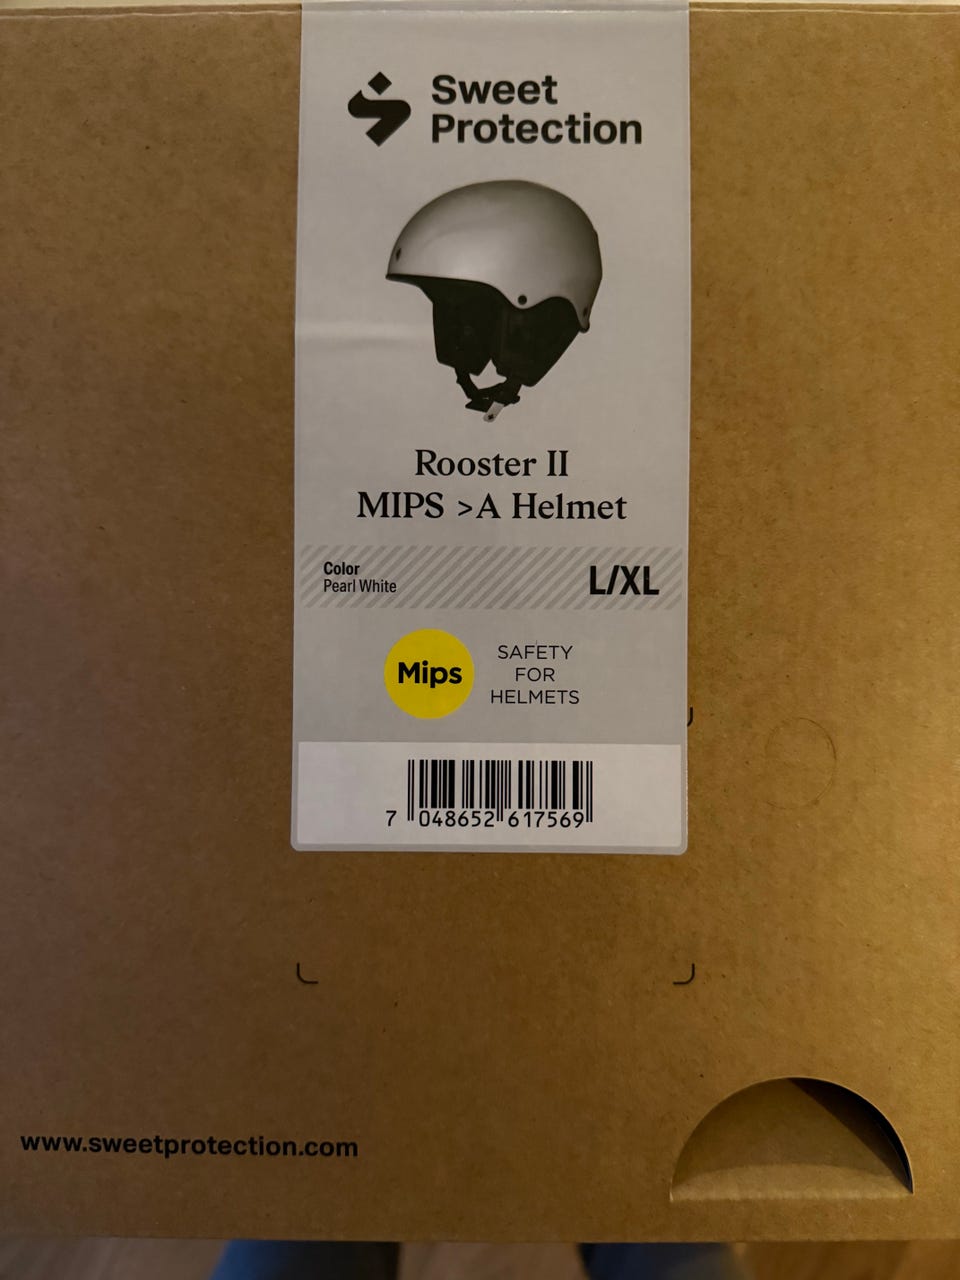 Sweet
Protection
Rooster II
MIPS >A Helmet
Color
Pearl White
L/XL
Mips
SAFETY
FOR
HELMETS
7 048652 617569
www.sweetprotection.com